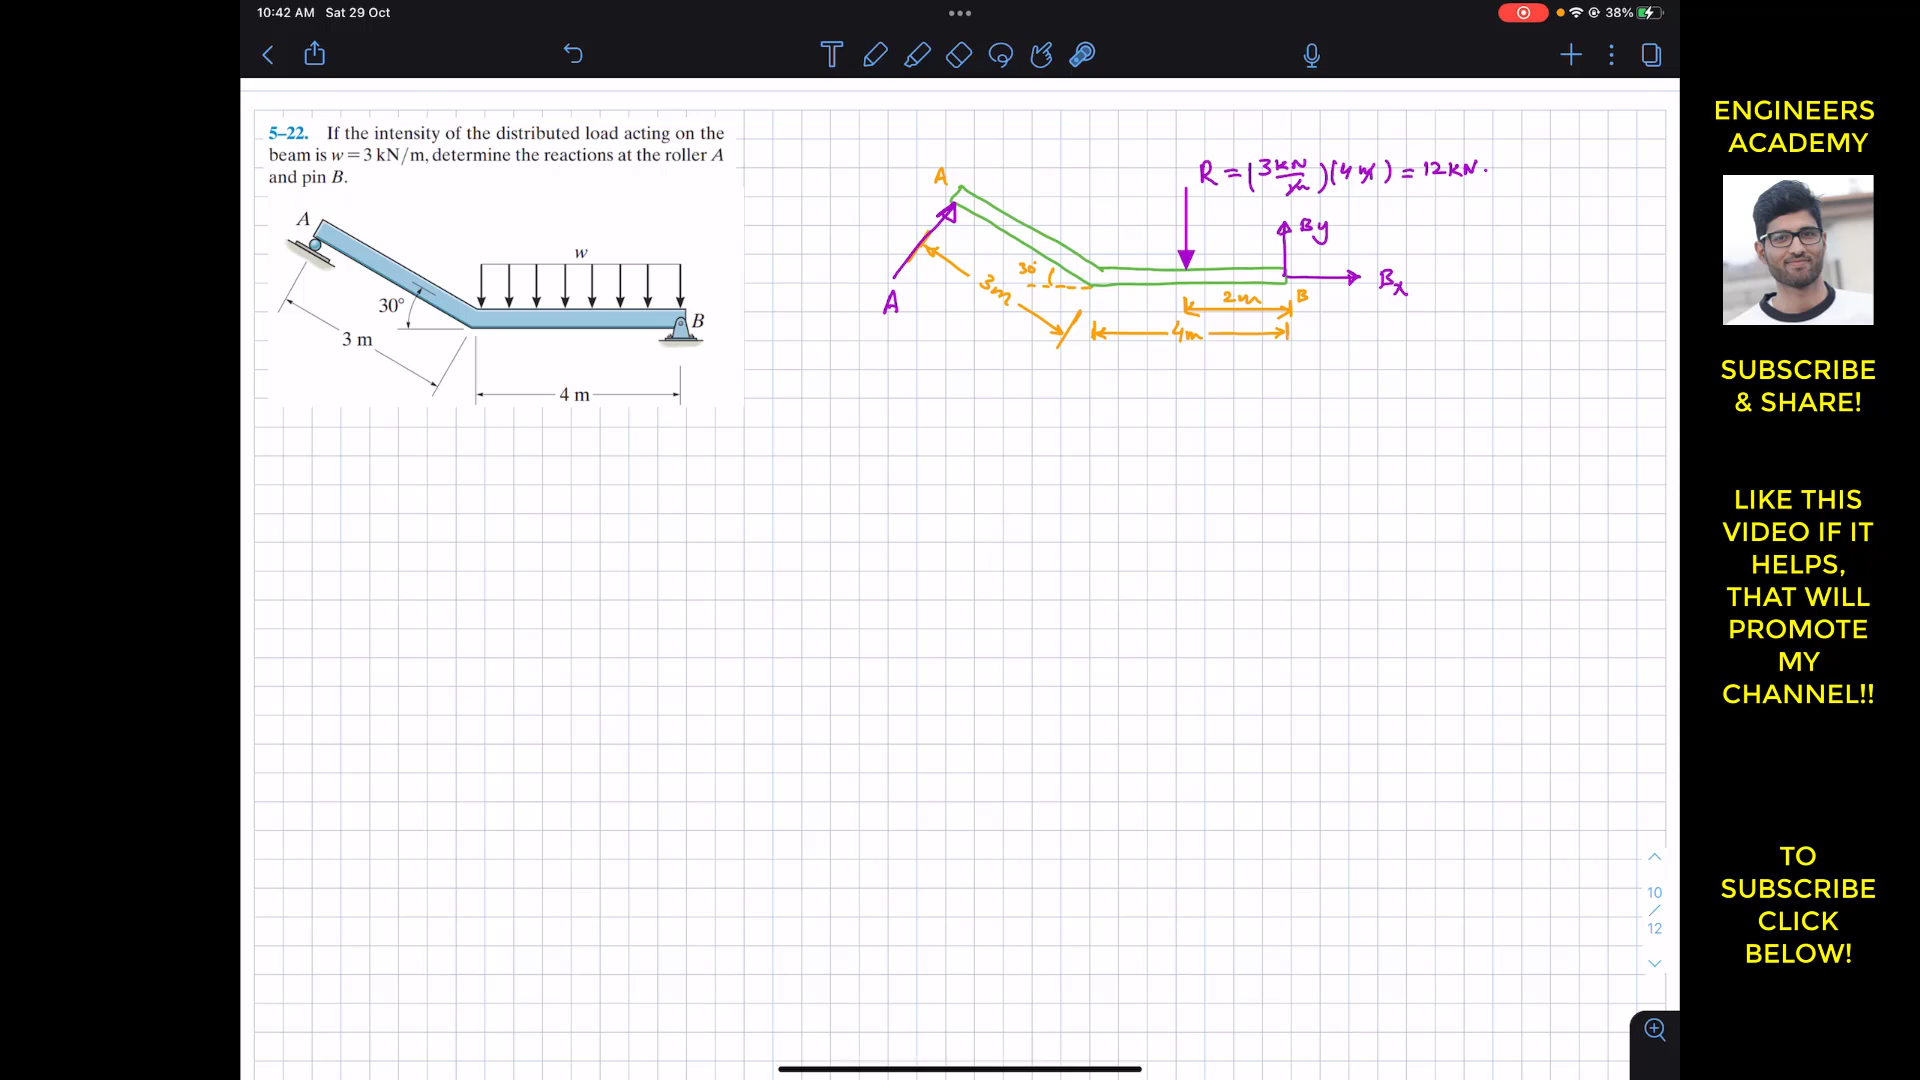 10:42 AM Sat 29 Oct
38%
5–22. If the intensity of the distributed load acting on the
beam is w = 3 kN/m, determine the reactions at the roller A
and pin B.
A
w
30°
B
3 m
4 m
A
R = (3 kN/m)(4 m) = 12 kN.
By
30°
3m
A
2m
B
Bx
4m
10
/
12
ENGINEERS
ACADEMY
SUBSCRIBE
& SHARE!
LIKE THIS
VIDEO IF IT
HELPS,
THAT WILL
PROMOTE
MY
CHANNEL!!
TO
SUBSCRIBE
CLICK
BELOW!